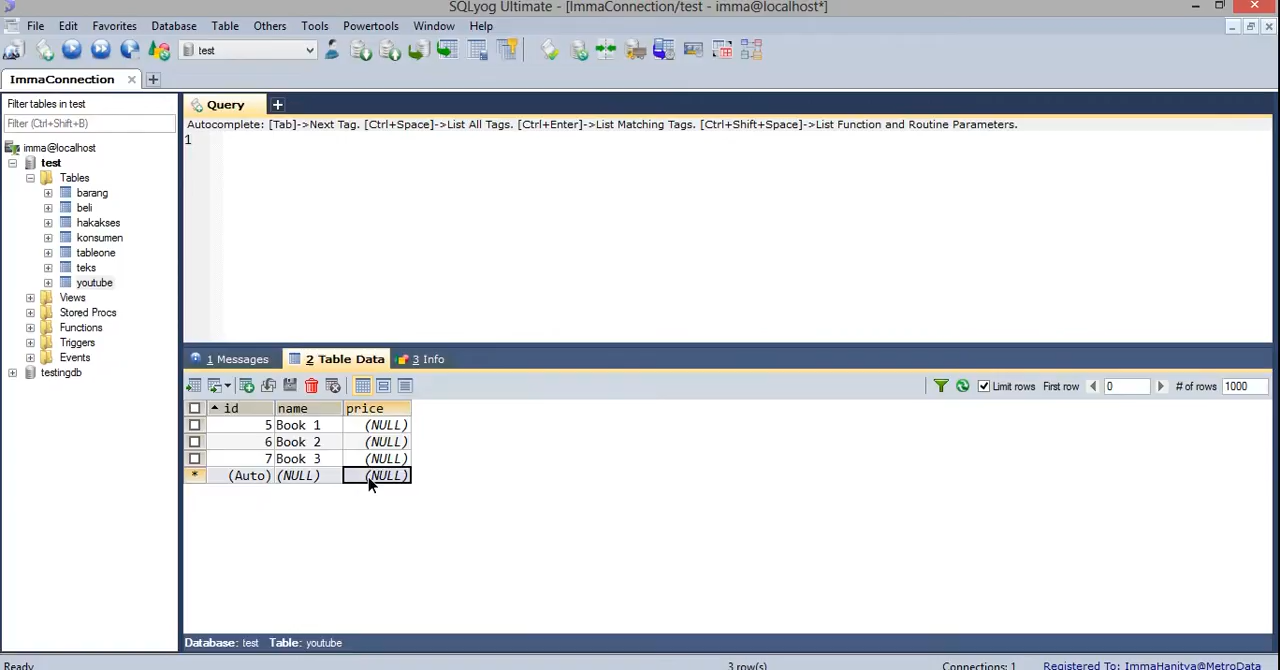 SQLyog Ultimate - [ImmaConnection/test - imma@localhost*]
File Edit Favorites Database Table Others Tools Powertools Window Help
test
ImmaConnection
Filter tables in test
Filter (Ctrl+Shift+B)
imma@localhost
test
Tables
barang
beli
hakakses
konsumen
tableone
teks
youtube
Views
Stored Procs
Functions
Triggers
Events
testingdb
Query
Autocomplete: [Tab]->Next Tag. [Ctrl+Space]->List All Tags. [Ctrl+Enter]->List Matching Tags. [Ctrl+Shift+Space]->List Function and Routine Parameters.
1
1 Messages 2 Table Data 3 Info
Limit rows First row 0 # of rows 1000
id name price
5 Book 1 (NULL)
6 Book 2 (NULL)
7 Book 3 (NULL)
* (Auto) (NULL) (NULL)
Database: test Table: youtube
Ready 3 row(s) Connections: 1 Registered To: ImmaHanitya@MetroData